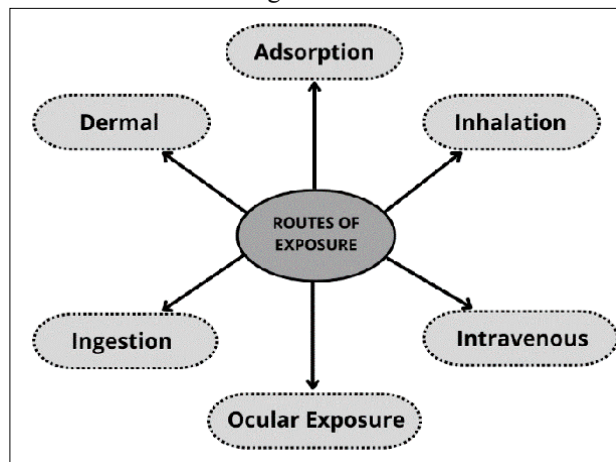 Adsorption
Dermal
Inhalation
ROUTES OF
EXPOSURE
Ingestion
Intravenous
Ocular Exposure